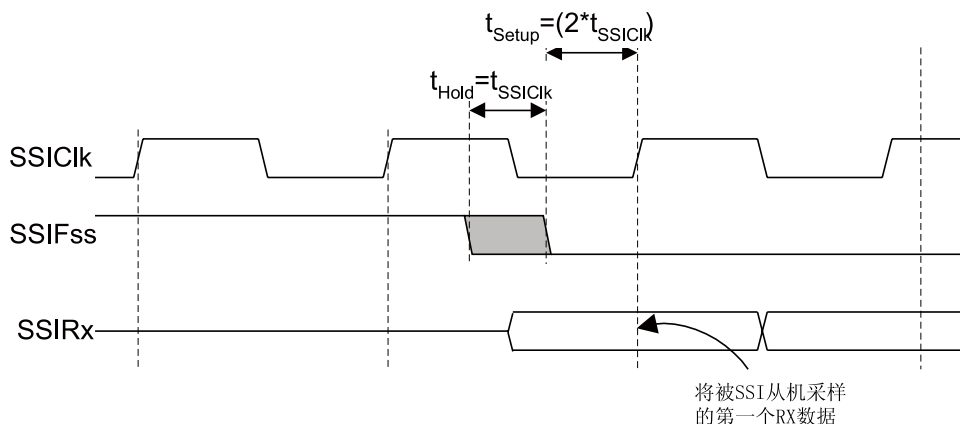 tSetup=(2*tSSIClk)
tHold=tSSIClk
SSIClk
SSIFss
SSIRx
将被SSI从机采样
的第一个RX数据